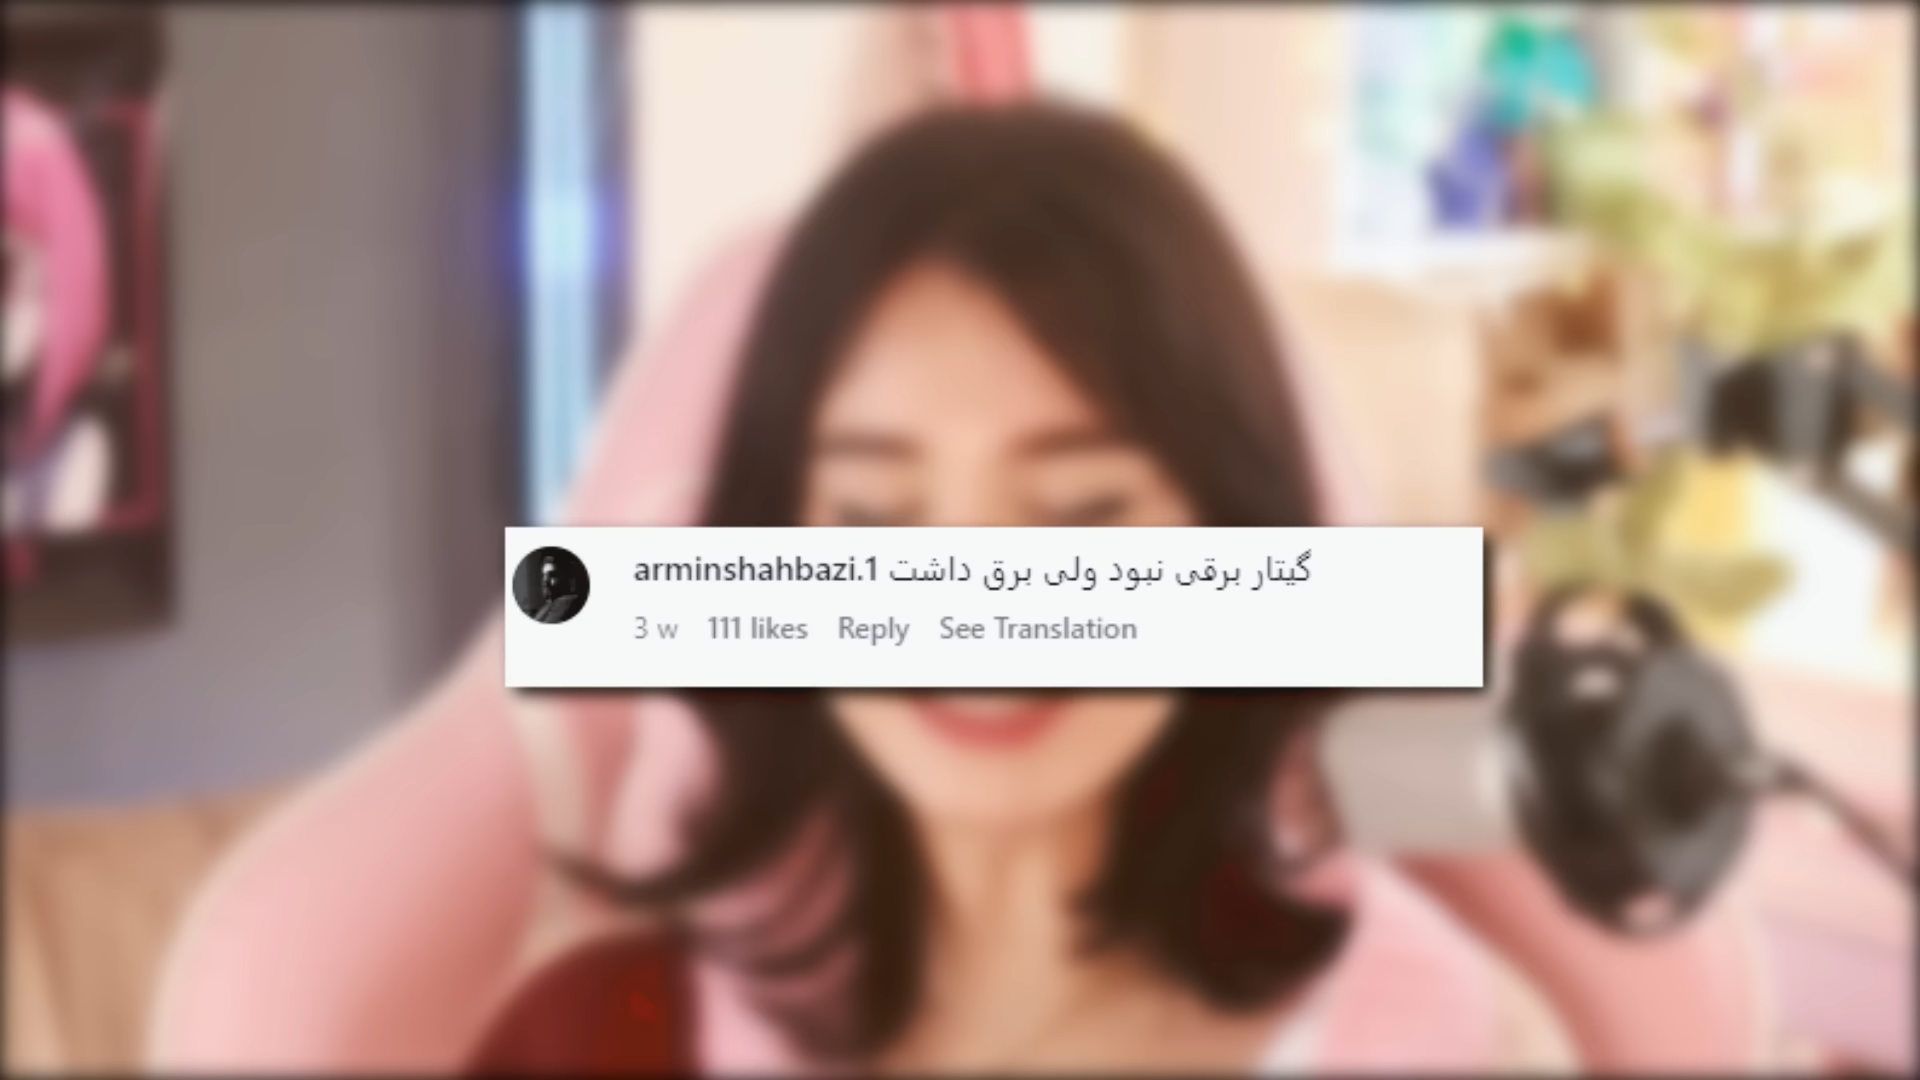 arminshahbazi.1 گیتار برقی نبود ولی برق داشت
3 w 111 likes Reply See Translation